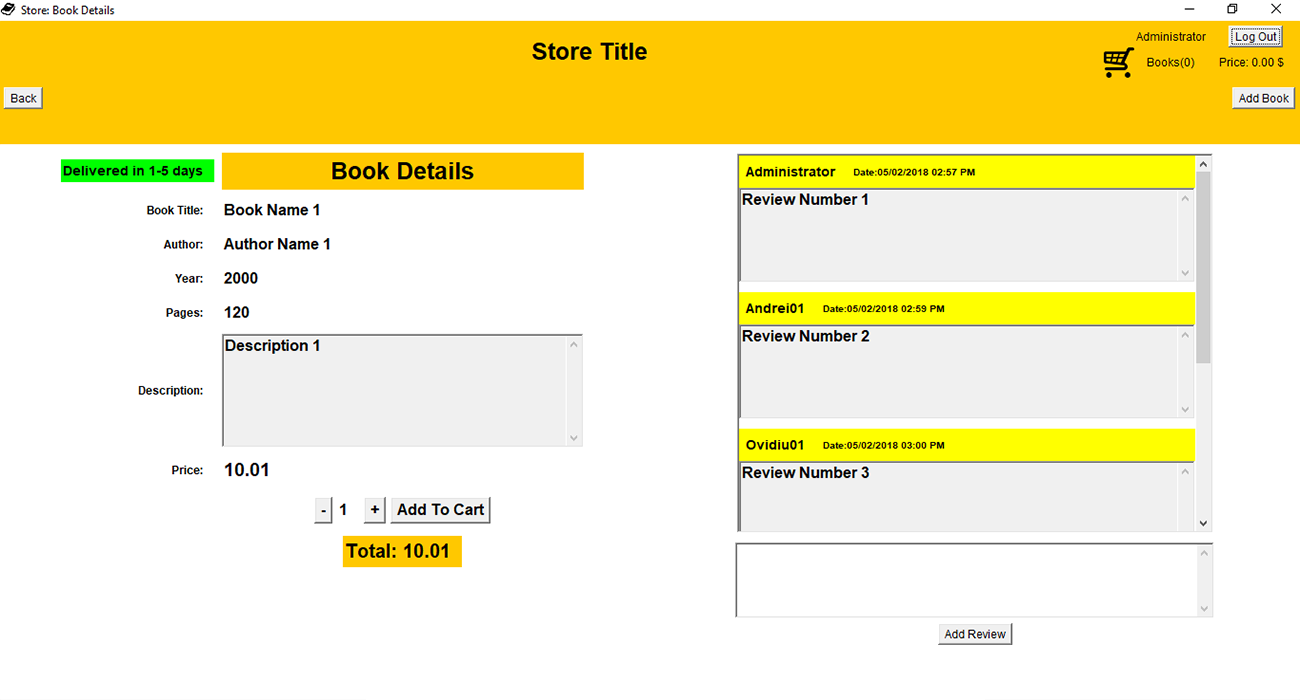 Store: Book Details
Store Title
Administrator
Log Out
Books(0)
Price: 0.00 $
Back
Add Book
Delivered in 1-5 days
Book Details
Book Title:
Book Name 1
Author:
Author Name 1
Year:
2000
Pages:
120
Description:
Description 1
Price:
10.01
-
1
+
Add To Cart
Total: 10.01
Administrator
Date:05/02/2018 02:57 PM
Review Number 1
Andrei01
Date:05/02/2018 02:59 PM
Review Number 2
Ovidiu01
Date:05/02/2018 03:00 PM
Review Number 3
Add Review